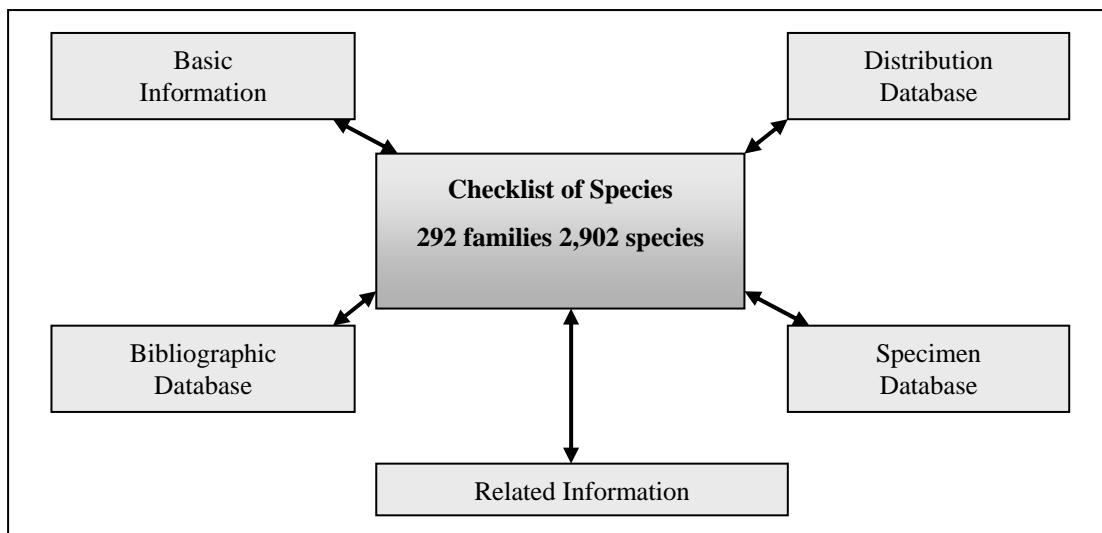 Basic
Information
Distribution
Database
Checklist of Species
292 families 2,902 species
Bibliographic
Database
Specimen
Database
Related Information